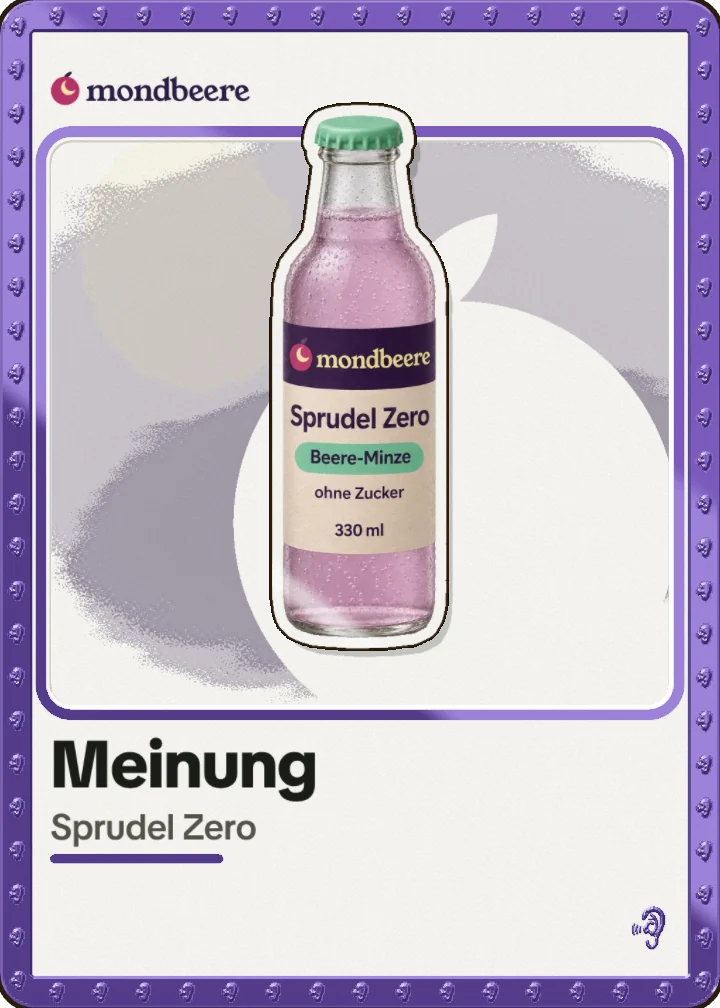 mondbeere
mondbeere
Sprudel Zero
Beere-Minze
ohne Zucker
330 ml
Meinung
Sprudel Zero